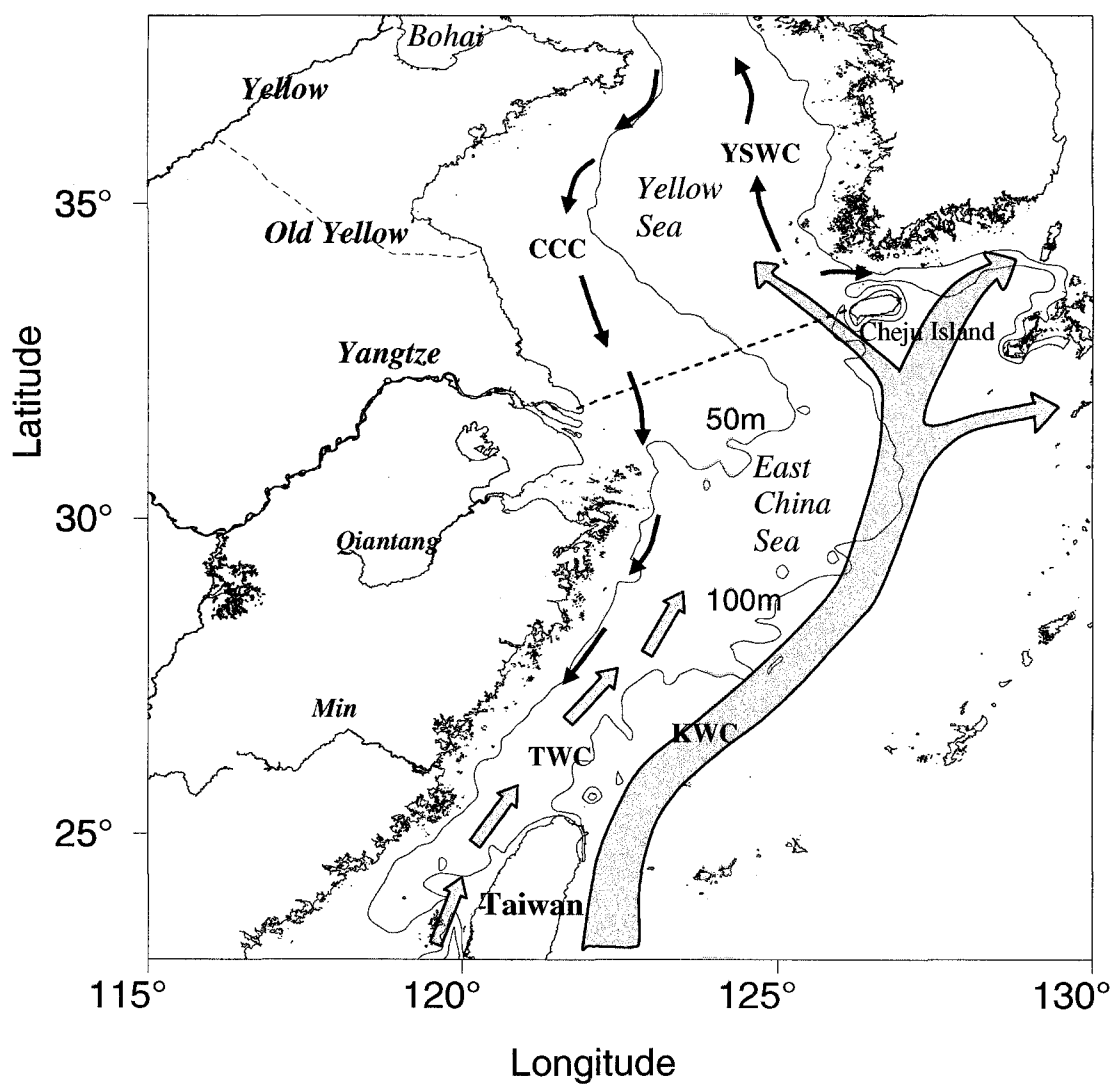 Bohai
Yellow
YSWC
35°
Yellow
Sea
Old Yellow
CCC
Cheju Island
Yangtze
Latitude
50m
East
China
Sea
30°
Qiantang
100m
Min
KWC
TWC
25°
Taiwan
115°
120°
125°
130°
Longitude